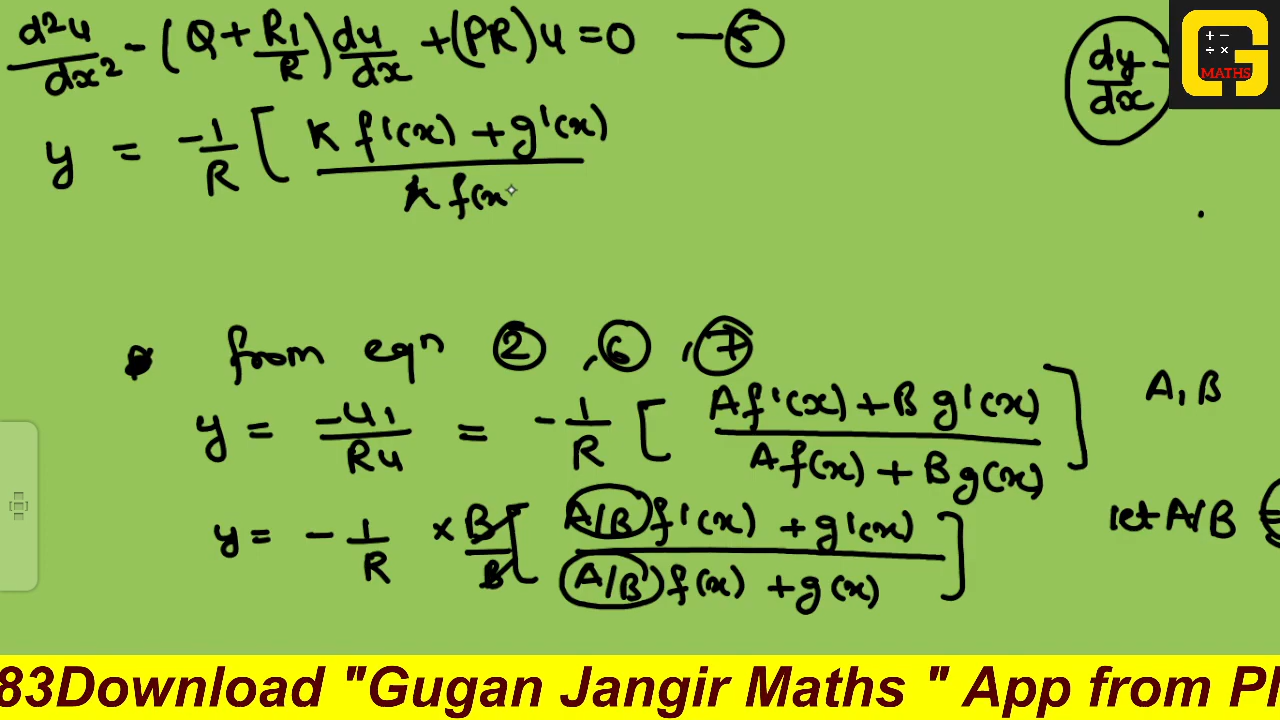 d²u/dx² - (Q + R1/R) du/dx + (PR)u = 0 — 5
dy/dx
+ −
÷ ×
MATHS
y = -1/R [ K f'(x) + g'(x) / K f(x
from eqn 2, 6, 7
y = -u1/Ru = -1/R [ Af'(x) + B g'(x) / Af(x) + B g(x) ]
A, B
y = -1/R × B/B [ (A/B) f'(x) + g'(x) / (A/B) f(x) + g(x) ]
let A/B =
83Download "Gugan Jangir Maths " App from Pl